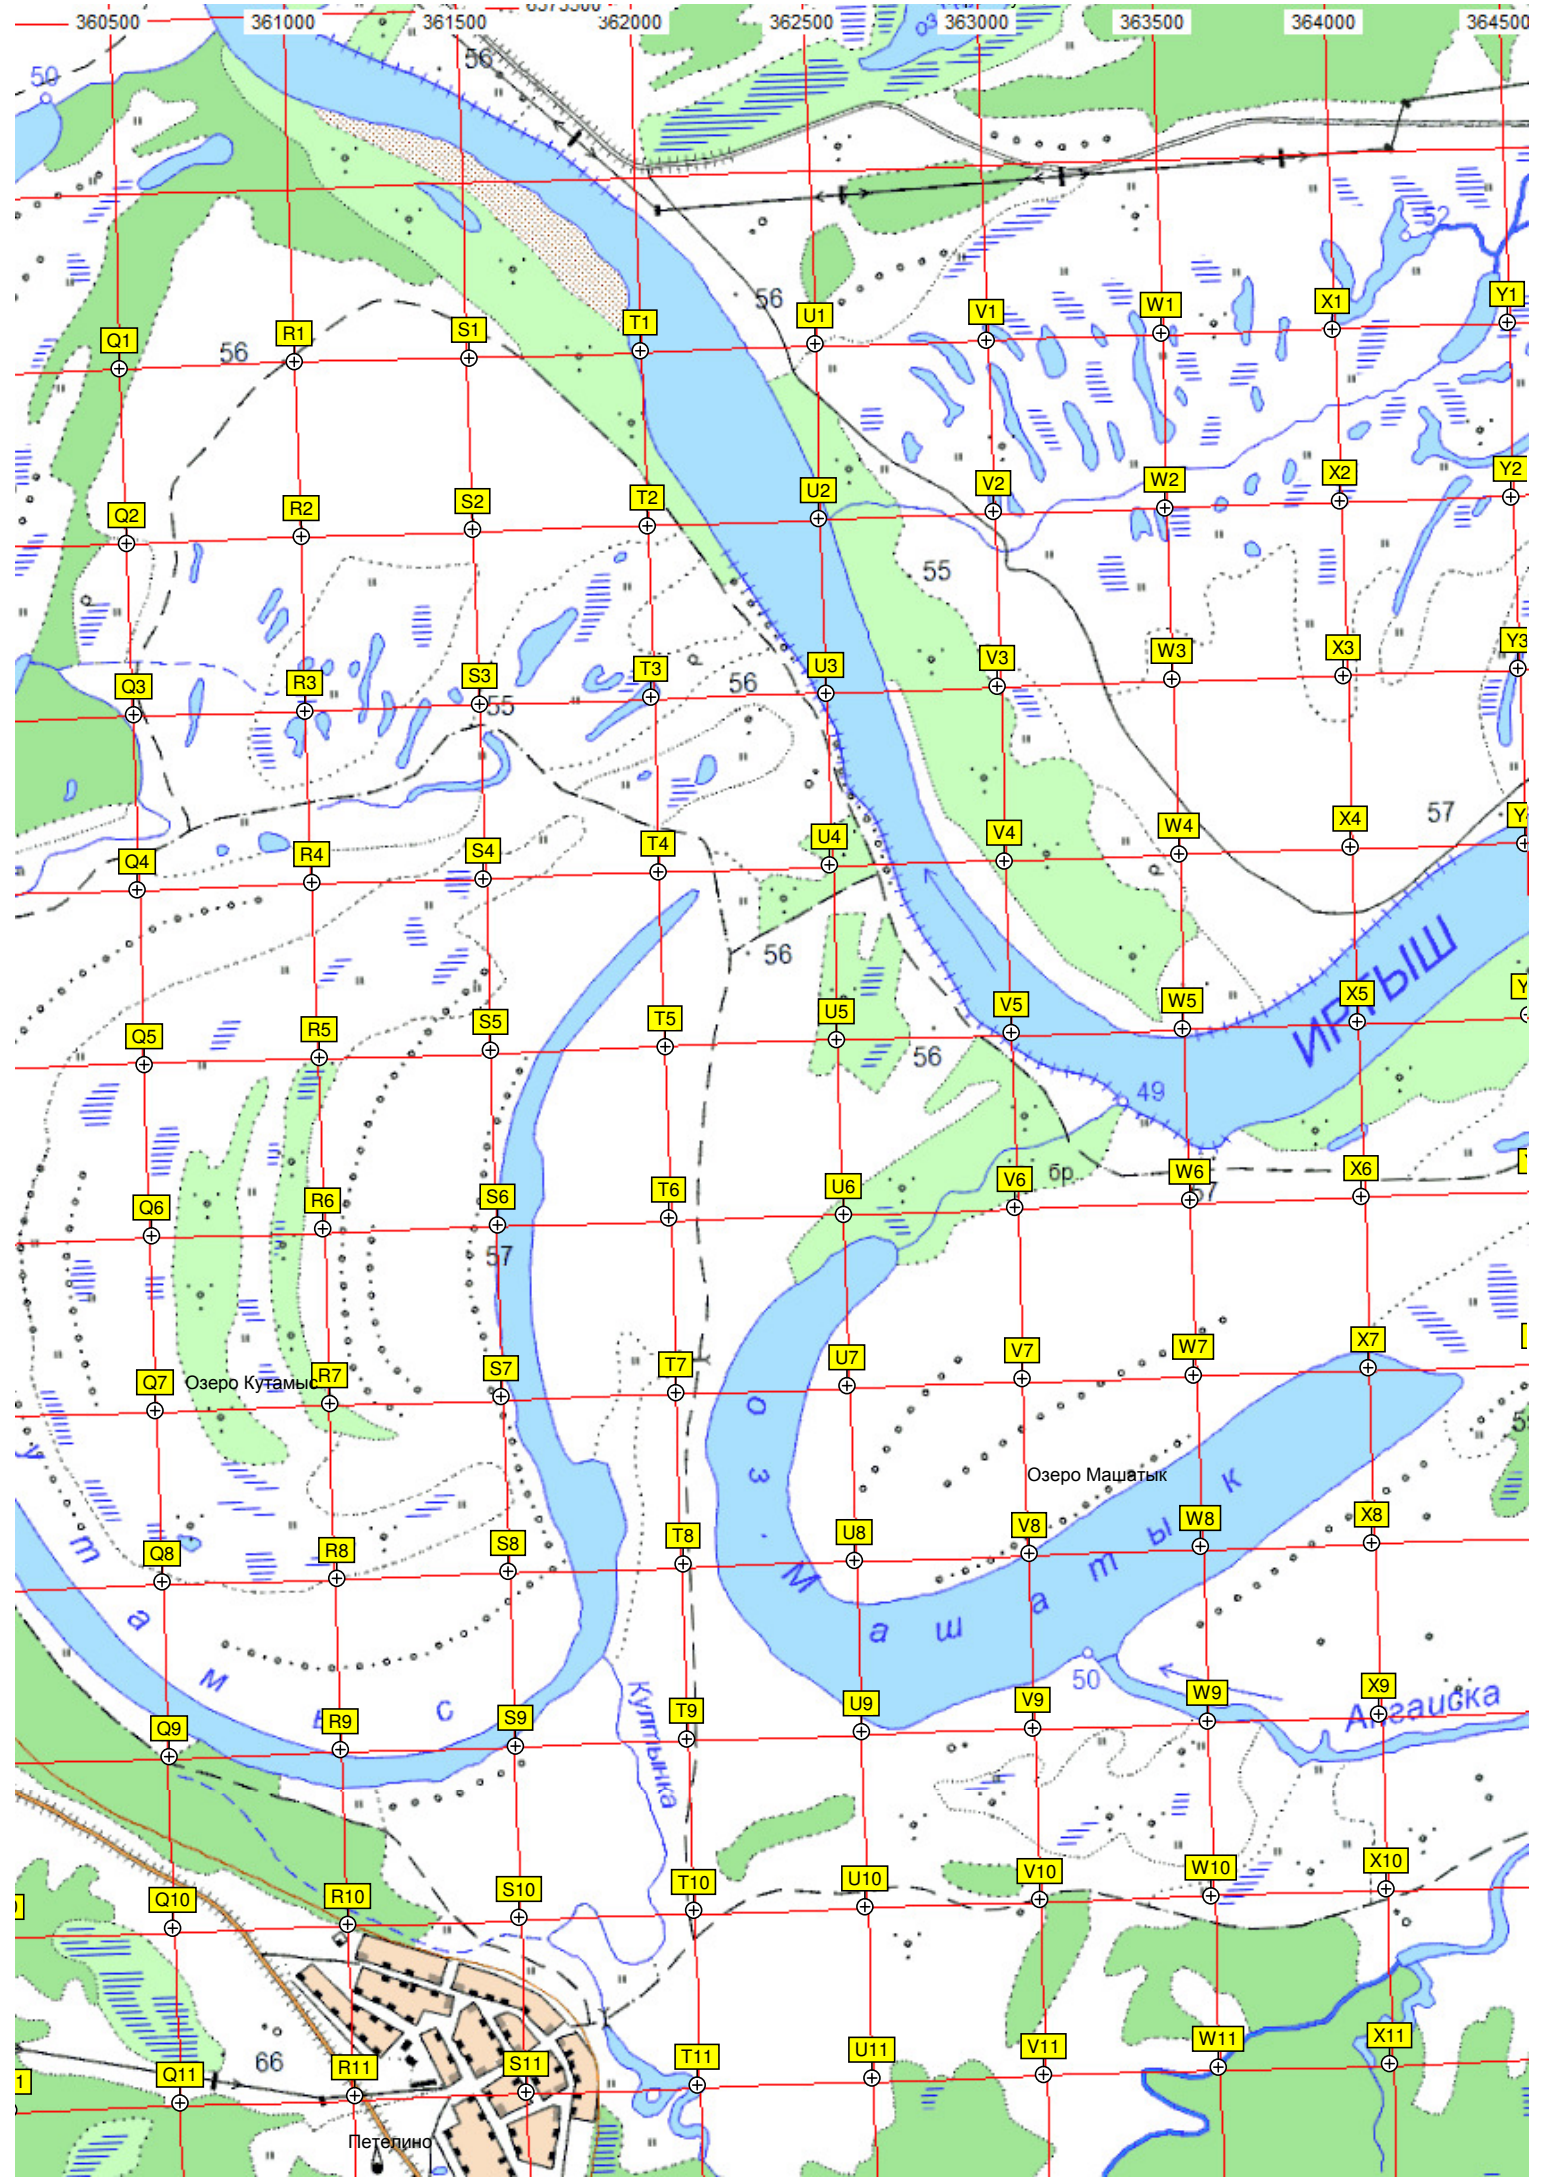 360500 361000 361500 362000 362500 363000 363500 364000 364500
56
50
52
56
Q1 R1 S1 T1 U1 V1 W1 X1 Y1
56
Q2 R2 S2 T2 U2 V2 W2 X2 Y2
55
Q3 R3 S3 T3 U3 V3 W3 X3 Y3
55
56
57
Q4 R4 S4 T4 U4 V4 W4 X4 Y
56
ИРТЫШ
Q5 R5 S5 T5 U5 V5 W5 X5 Y
56
49
бр
Q6 R6 S6 T6 U6 V6 W6 X6
57
57
Q7 R7 S7 T7 U7 V7 W7 X7
Озеро Кутамыс
оз. Машатык
Озеро Машатык
Q8 R8 S8 T8 U8 V8 W8 X8
у т а м ы с
50
Култынка
Ангаиска
Q9 R9 S9 T9 U9 V9 W9 X9
Q10 R10 S10 T10 U10 V10 W10 X10
66
Q11 R11 S11 T11 U11 V11 W11 X11
Петелино